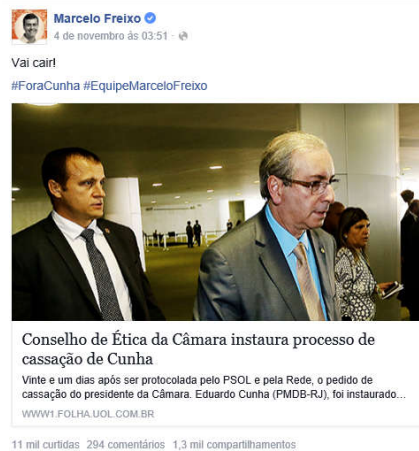 Marcelo Freixo
4 de novembro às 03:51 ·
Vai cair!
#ForaCunha #EquipeMarceloFreixo
Conselho de Ética da Câmara instaura processo de
cassação de Cunha
Vinte e um dias após ser protocolada pelo PSOL e pela Rede, o pedido de
cassação do presidente da Câmara. Eduardo Cunha (PMDB-RJ), foi instaurado...
WWW1.FOLHA.UOL.COM.BR
11 mil curtidas 294 comentários 1,3 mil compartilhamentos